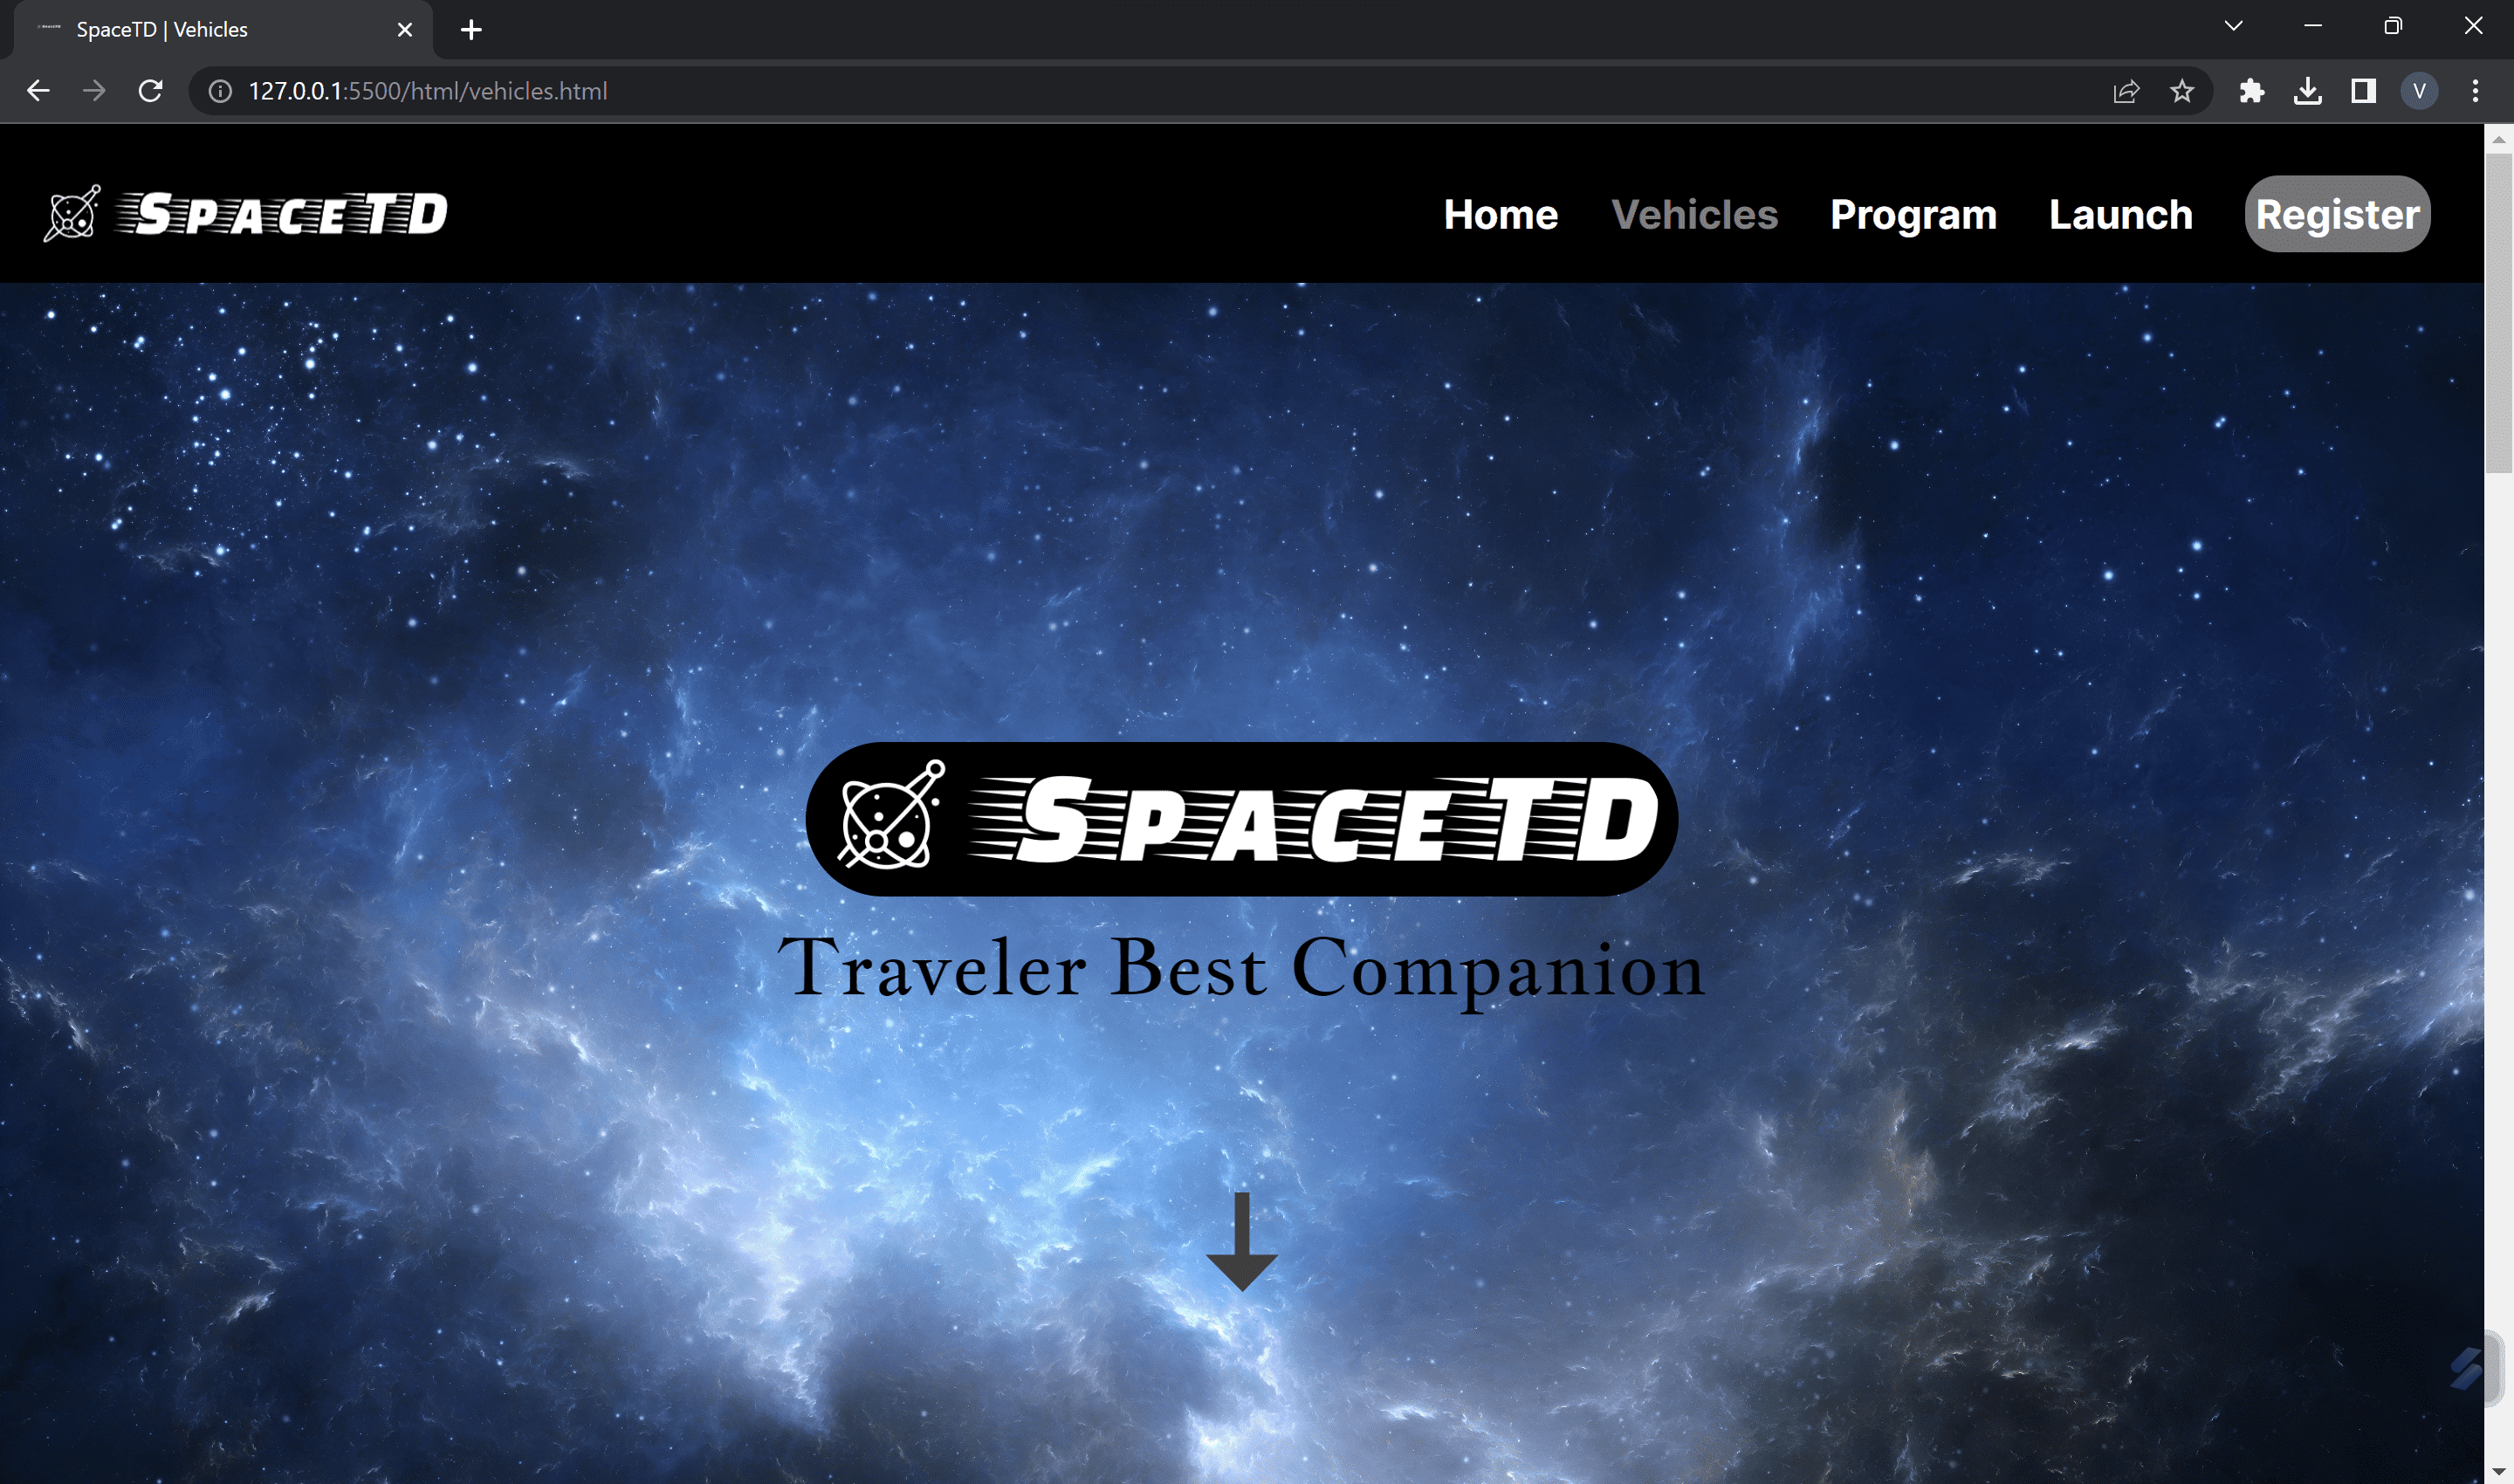 SpaceTD | Vehicles
127.0.0.1:5500/html/vehicles.html
V
SPACETD
Home Vehicles Program Launch Register
SPACETD
Traveler Best Companion